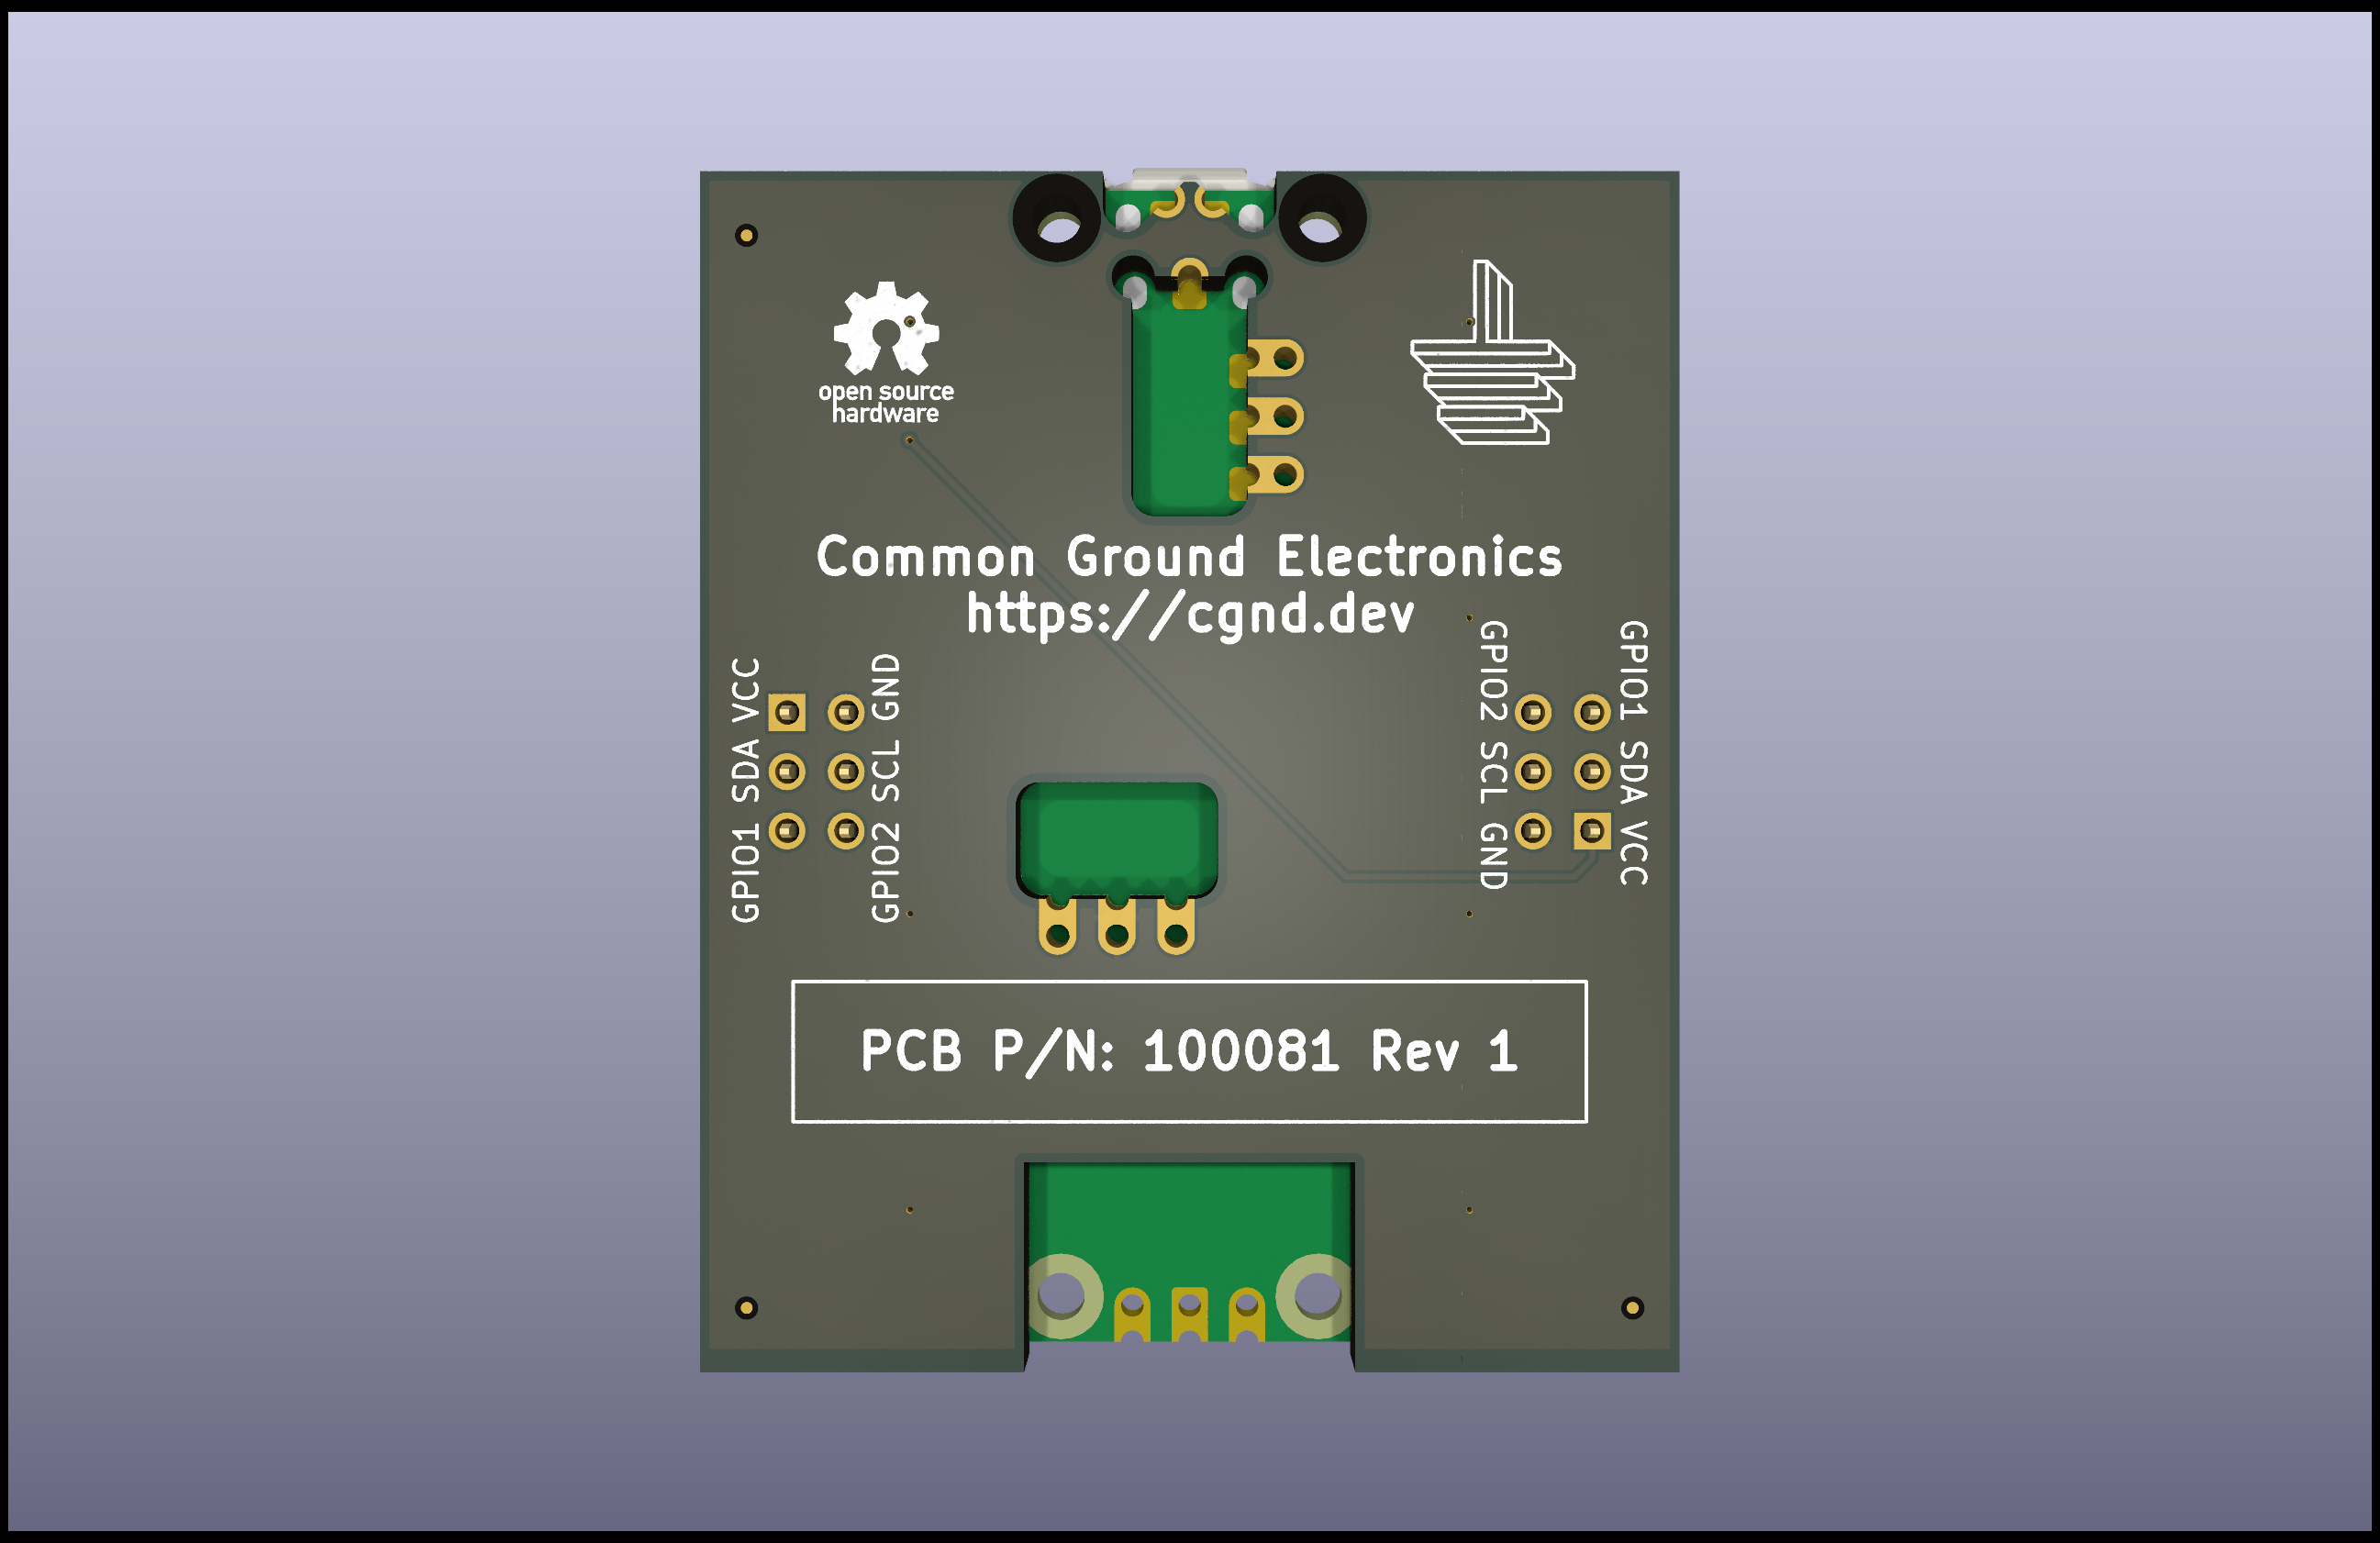 open source
hardware
Common Ground Electronics
https://cgnd.dev
GPIO1 SDA VCC
GPIO2 SCL GND
GPIO2 SCL GND
GPIO1 SDA VCC
PCB P/N: 100081 Rev 1